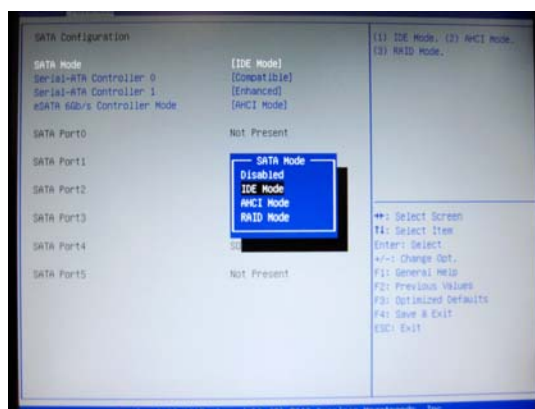 SATA Configuration
SATA Mode [IDE Mode]
Serial-ATA Controller 0 [Compatible]
Serial-ATA Controller 1 [Enhanced]
eSATA 6Gb/s Controller Mode [AHCI Mode]
SATA Port0 Not Present
SATA Port1
SATA Port2
SATA Port3
SATA Port4
SATA Port5 Not Present
SATA Mode
Disabled
IDE Mode
AHCI Mode
RAID Mode
(1) IDE Mode. (2) AHCI Mode.
(3) RAID Mode.
: Select Screen
: Select Item
Enter: Select
+/-: Change Opt.
F1: General Help
F2: Previous Values
F3: Optimized Defaults
F4: Save & Exit
ESC: Exit